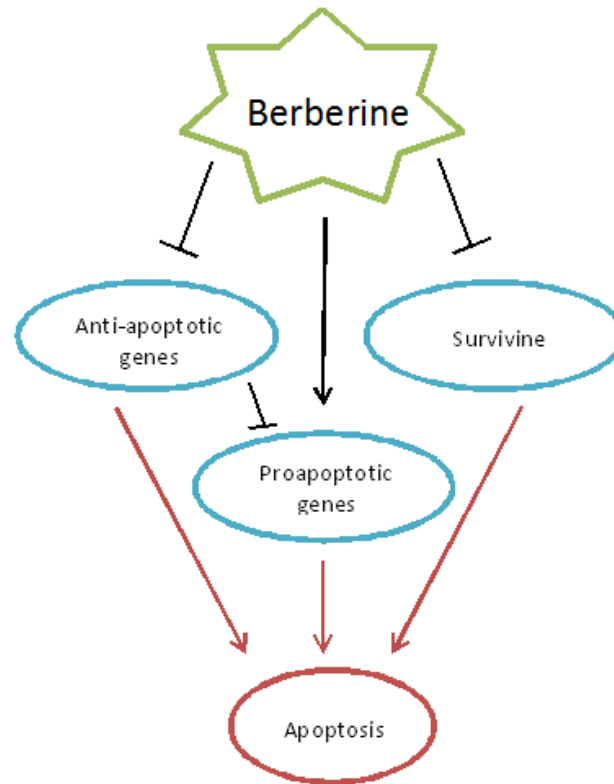 Berberine
Anti-apoptotic
genes
Survivine
Proapoptotic
genes
Apoptosis